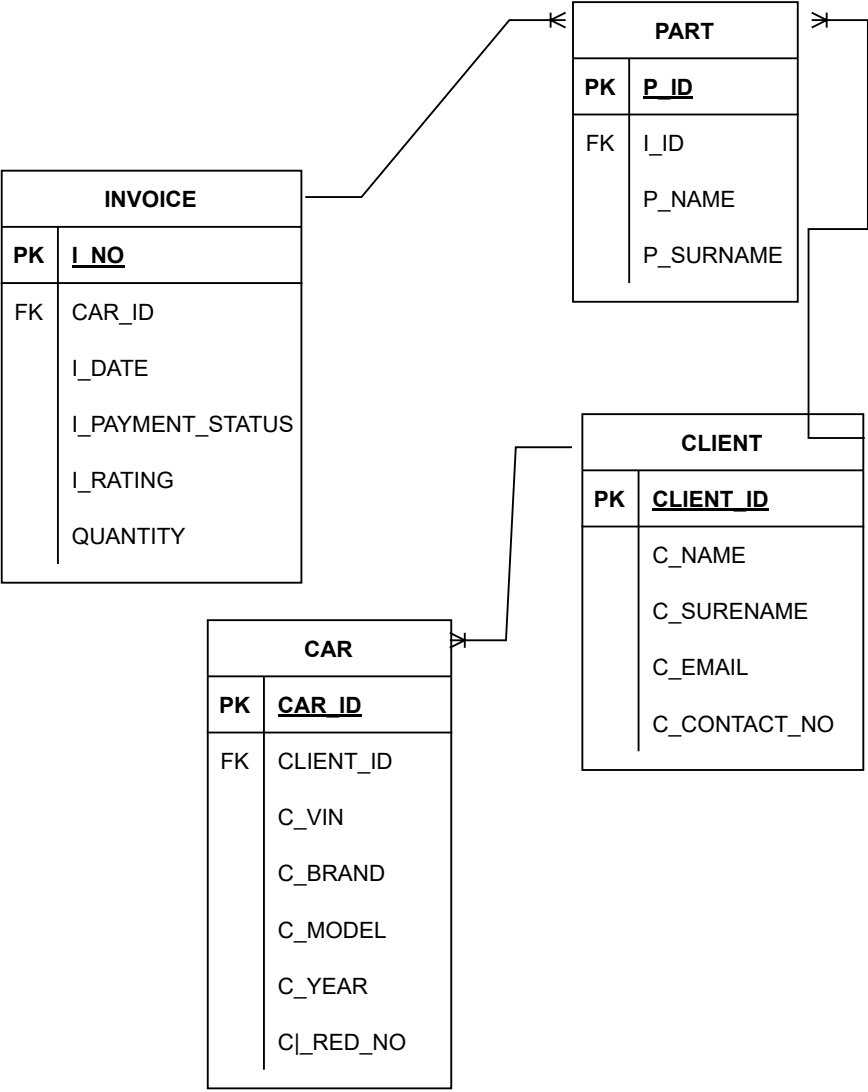 PART
PK P_ID
FK I_ID
P_NAME
P_SURNAME
INVOICE
PK I_NO
FK CAR_ID
I_DATE
I_PAYMENT_STATUS
I_RATING
QUANTITY
CLIENT
PK CLIENT_ID
C_NAME
C_SURENAME
C_EMAIL
C_CONTACT_NO
CAR
PK CAR_ID
FK CLIENT_ID
C_VIN
C_BRAND
C_MODEL
C_YEAR
C|_RED_NO